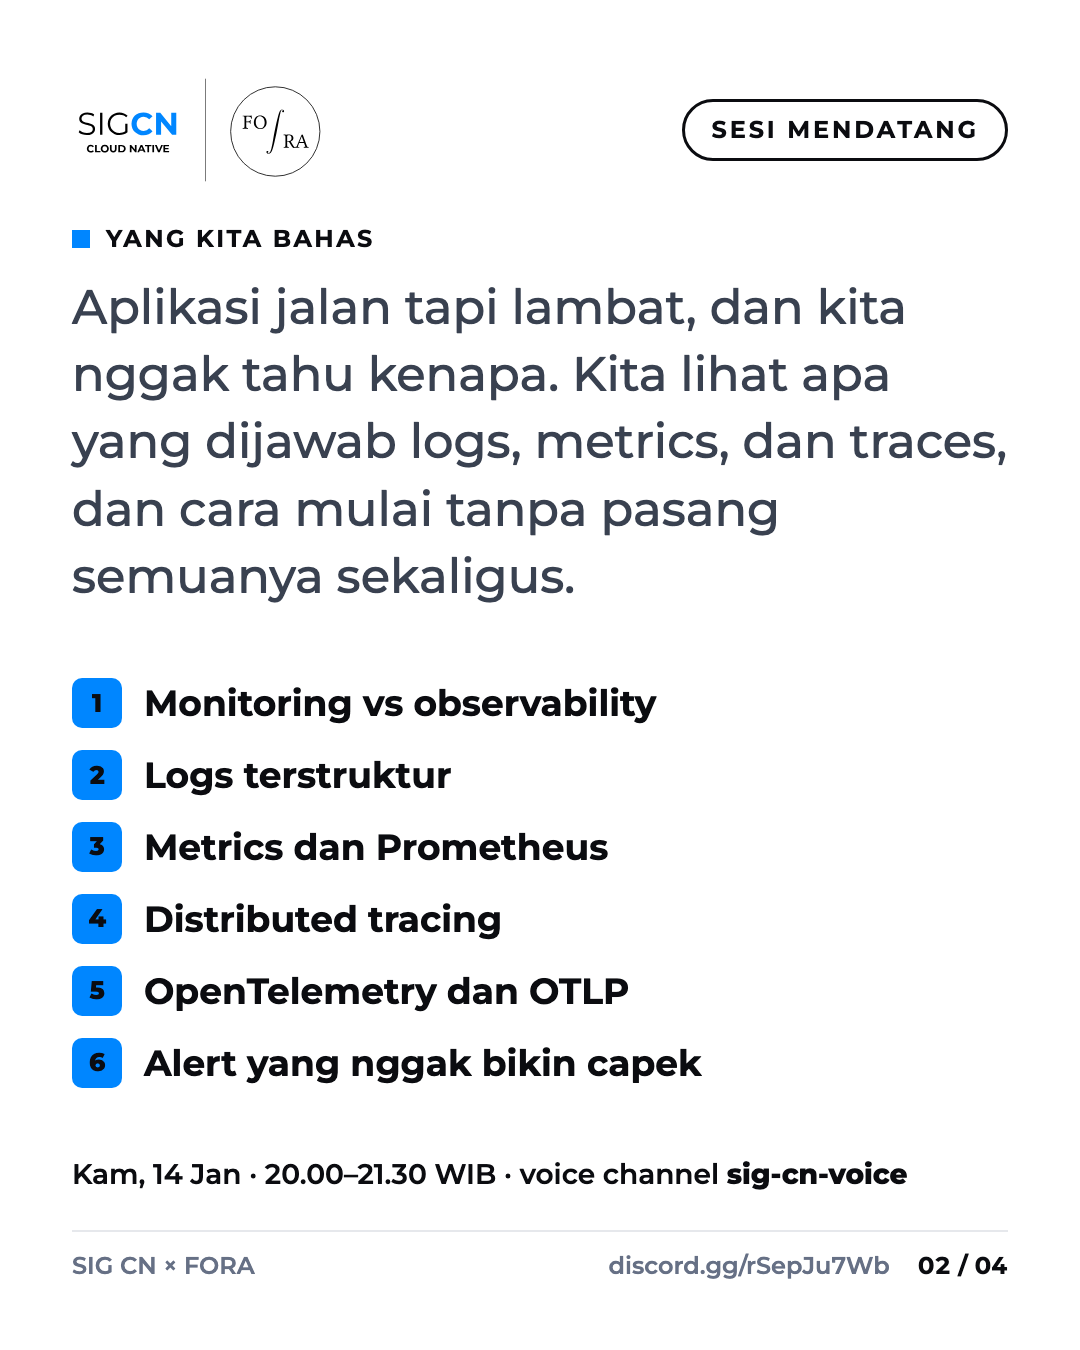 SIGCN
CLOUD NATIVE
FO∫RA
SESI MENDATANG
YANG KITA BAHAS
Aplikasi jalan tapi lambat, dan kita
nggak tahu kenapa. Kita lihat apa
yang dijawab logs, metrics, dan traces,
dan cara mulai tanpa pasang
semuanya sekaligus.
1 Monitoring vs observability
2 Logs terstruktur
3 Metrics dan Prometheus
4 Distributed tracing
5 OpenTelemetry dan OTLP
6 Alert yang nggak bikin capek
Kam, 14 Jan · 20.00–21.30 WIB · voice channel sig-cn-voice
SIG CN × FORA
discord.gg/rSepJu7Wb 02 / 04